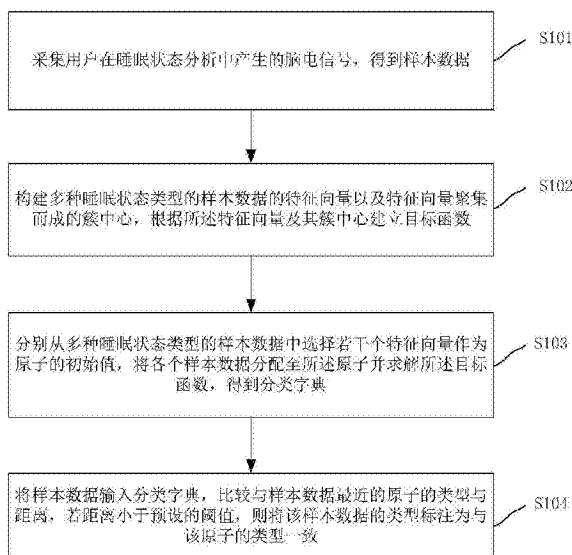 采集用户在睡眠状态分析中产生的脑电信号，得到样本数据
S101
构建多种睡眠状态类型的样本数据的特征向量以及特征向量聚集
而成的簇中心，根据所述特征向量及其簇中心建立目标函数
S102
分别从多种睡眠状态类型的样本数据中选择若干个特征向量作为
原子的初始值，将各个样本数据分配至所述原子并求解所述目标
函数，得到分类字典
S103
将样本数据输入分类字典，比较与样本数据最近的原子的类型与
距离，若距离小于预设的阈值，则将该样本数据的类型标注为与
该原子的类型一致
S104